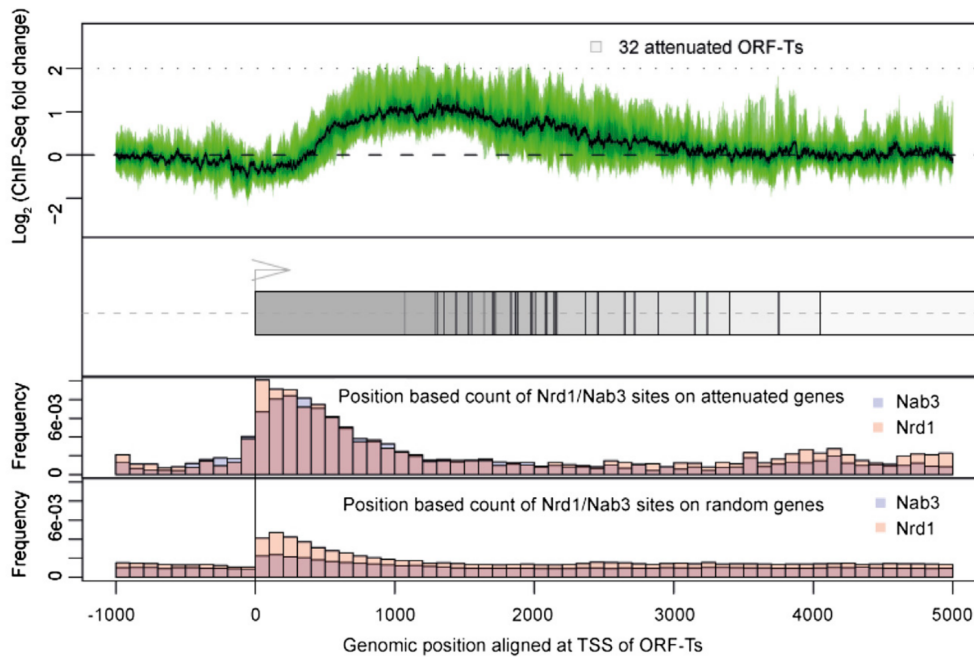 Log2 (ChIP-Seq fold change)
2
1
0
−2
32 attenuated ORF-Ts
Frequency
6e-03
0
Position based count of Nrd1/Nab3 sites on attenuated genes
Nab3
Nrd1
Frequency
6e-03
0
Position based count of Nrd1/Nab3 sites on random genes
Nab3
Nrd1
-1000
0
1000
2000
3000
4000
5000
Genomic position aligned at TSS of ORF-Ts